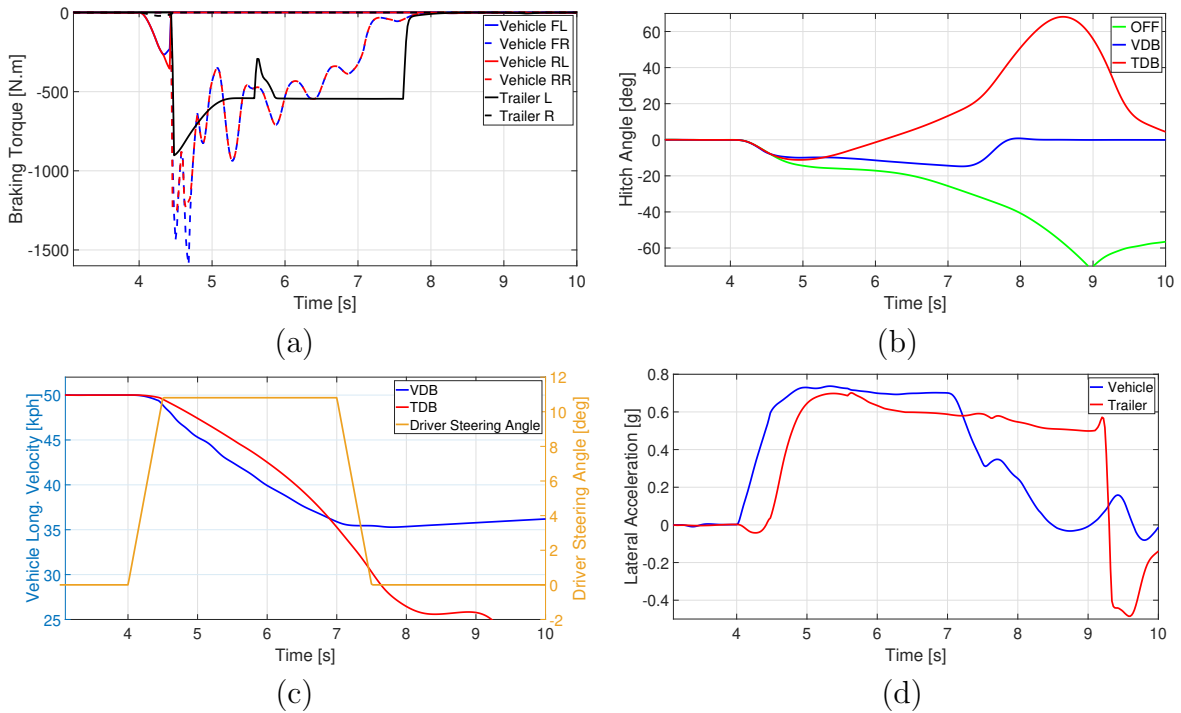 0
-500
-1000
-1500
Braking Torque [N.m]
4 5 6 7 8 9 10
Time [s]
Vehicle FL
Vehicle FR
Vehicle RL
Vehicle RR
Trailer L
Trailer R
(a)
60
40
20
0
-20
-40
-60
Hitch Angle [deg]
4 5 6 7 8 9 10
Time [s]
OFF
VDB
TDB
(b)
50
45
40
35
30
25
Vehicle Long. Velocity [kph]
4 5 6 7 8 9 10
Time [s]
VDB
TDB
Driver Steering Angle
12
10
8
6
4
2
0
-2
Driver Steering Angle [deg]
(c)
0.8
0.6
0.4
0.2
0
-0.2
-0.4
Lateral Acceleration [g]
4 5 6 7 8 9 10
Time [s]
Vehicle
Trailer
(d)